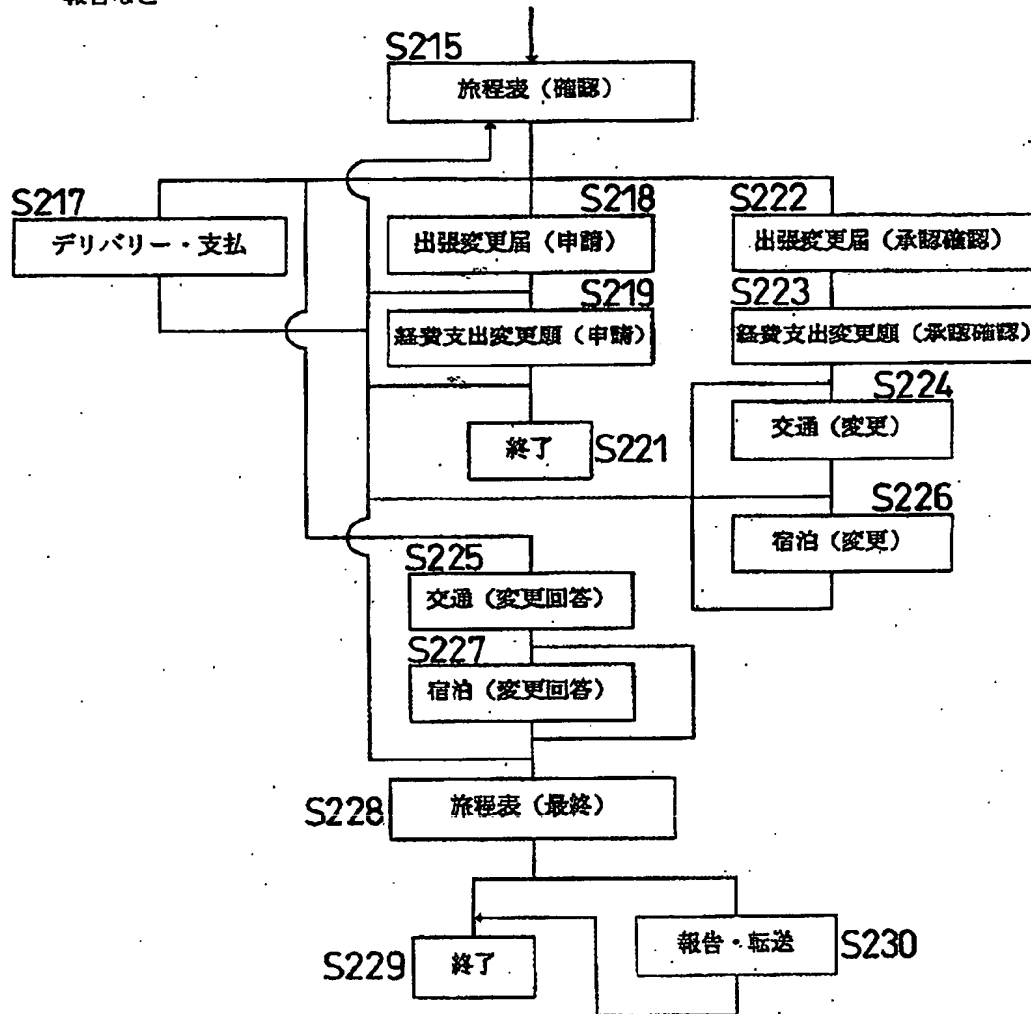 報告など
S215
旅程表（確認）
S217
デリバリー・支払
S218
出張変更届（申請）
S222
出張変更届（承認確認）
S219
経費支出変更願（申請）
S223
経費支出変更願（承認確認）
S224
交通（変更）
終了
S221
S226
宿泊（変更）
S225
交通（変更回答）
S227
宿泊（変更回答）
S228
旅程表（最終）
S229
終了
報告・転送
S230